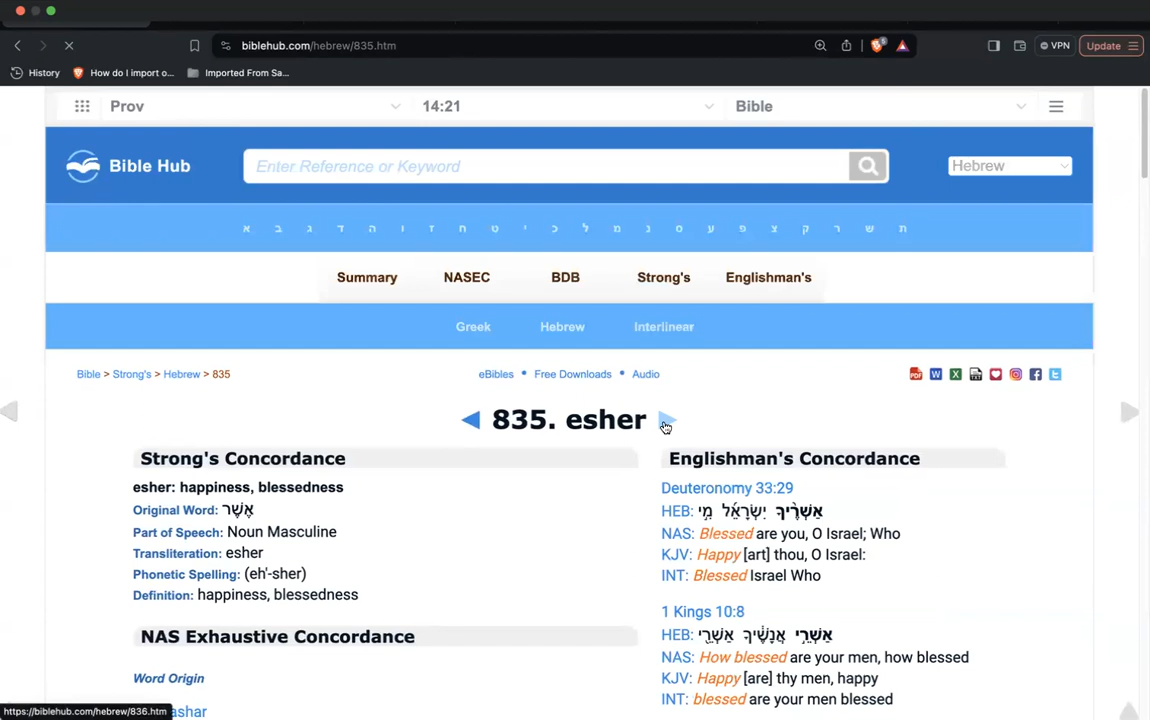 biblehub.com/hebrew/835.htm
VPN
Update
History
How do I import o...
Imported From Sa...
Prov
14:21
Bible
Bible Hub
Enter Reference or Keyword
Hebrew
א ב ג ד ה ו ז ח ט י כ ל מ נ ס ע פ צ ק ר ש ת
Summary NASEC BDB Strong's Englishman's
Greek Hebrew Interlinear
Bible > Strong's > Hebrew > 835
eBibles • Free Downloads • Audio
835. esher
Strong's Concordance
esher: happiness, blessedness
Original Word: אֶשֶׁר
Part of Speech: Noun Masculine
Transliteration: esher
Phonetic Spelling: (eh'-sher)
Definition: happiness, blessedness
NAS Exhaustive Concordance
Word Origin
ashar
Englishman's Concordance
Deuteronomy 33:29
HEB: אַשְׁרֶ֨יךָ יִשְׂרָאֵ֜ל מִ֣י
NAS: Blessed are you, O Israel; Who
KJV: Happy [art] thou, O Israel:
INT: Blessed Israel Who
1 Kings 10:8
HEB: אַשְׁרֵ֣י אֲנָשֶׁ֔יךָ אַשְׁרֵ֖י
NAS: How blessed are your men, how blessed
KJV: Happy [are] thy men, happy
INT: blessed are your men blessed
https://biblehub.com/hebrew/836.htm